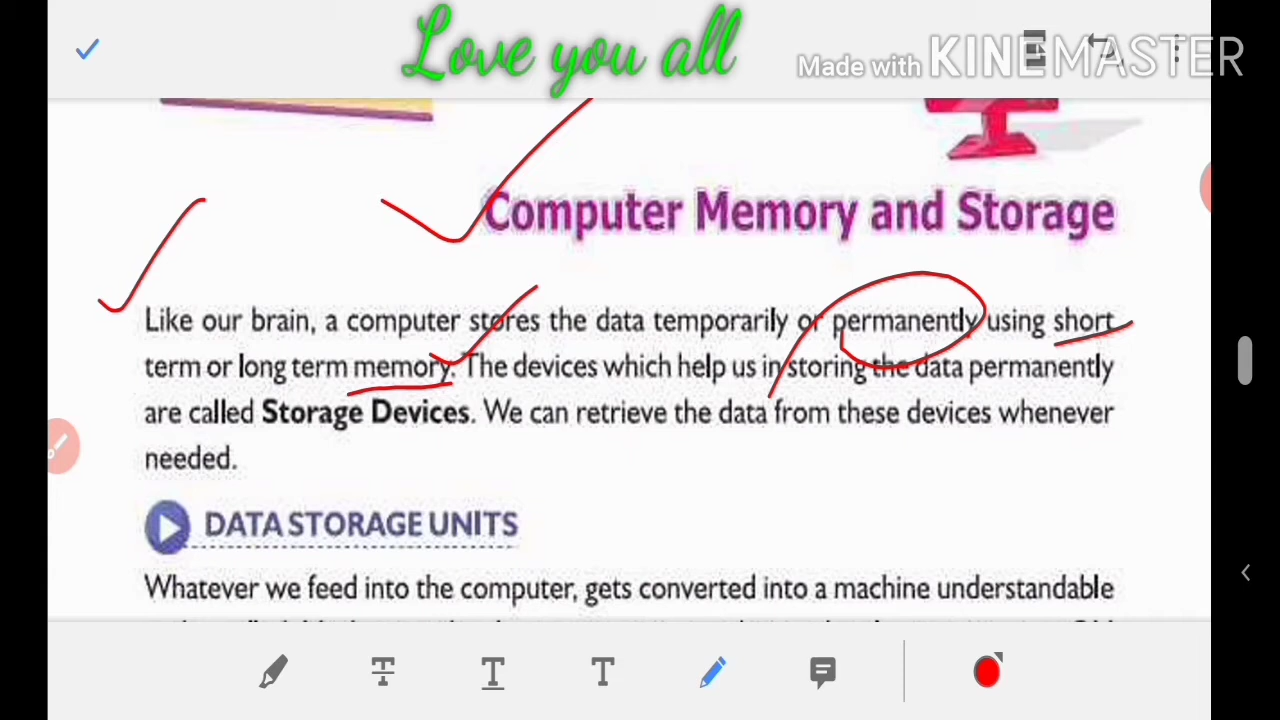 Love you all
Made with KINEMASTER
Computer Memory and Storage
Like our brain, a computer stores the data temporarily or permanently using short
term or long term memory. The devices which help us in storing the data permanently
are called Storage Devices. We can retrieve the data from these devices whenever
needed.
DATA STORAGE UNITS
Whatever we feed into the computer, gets converted into a machine understandable